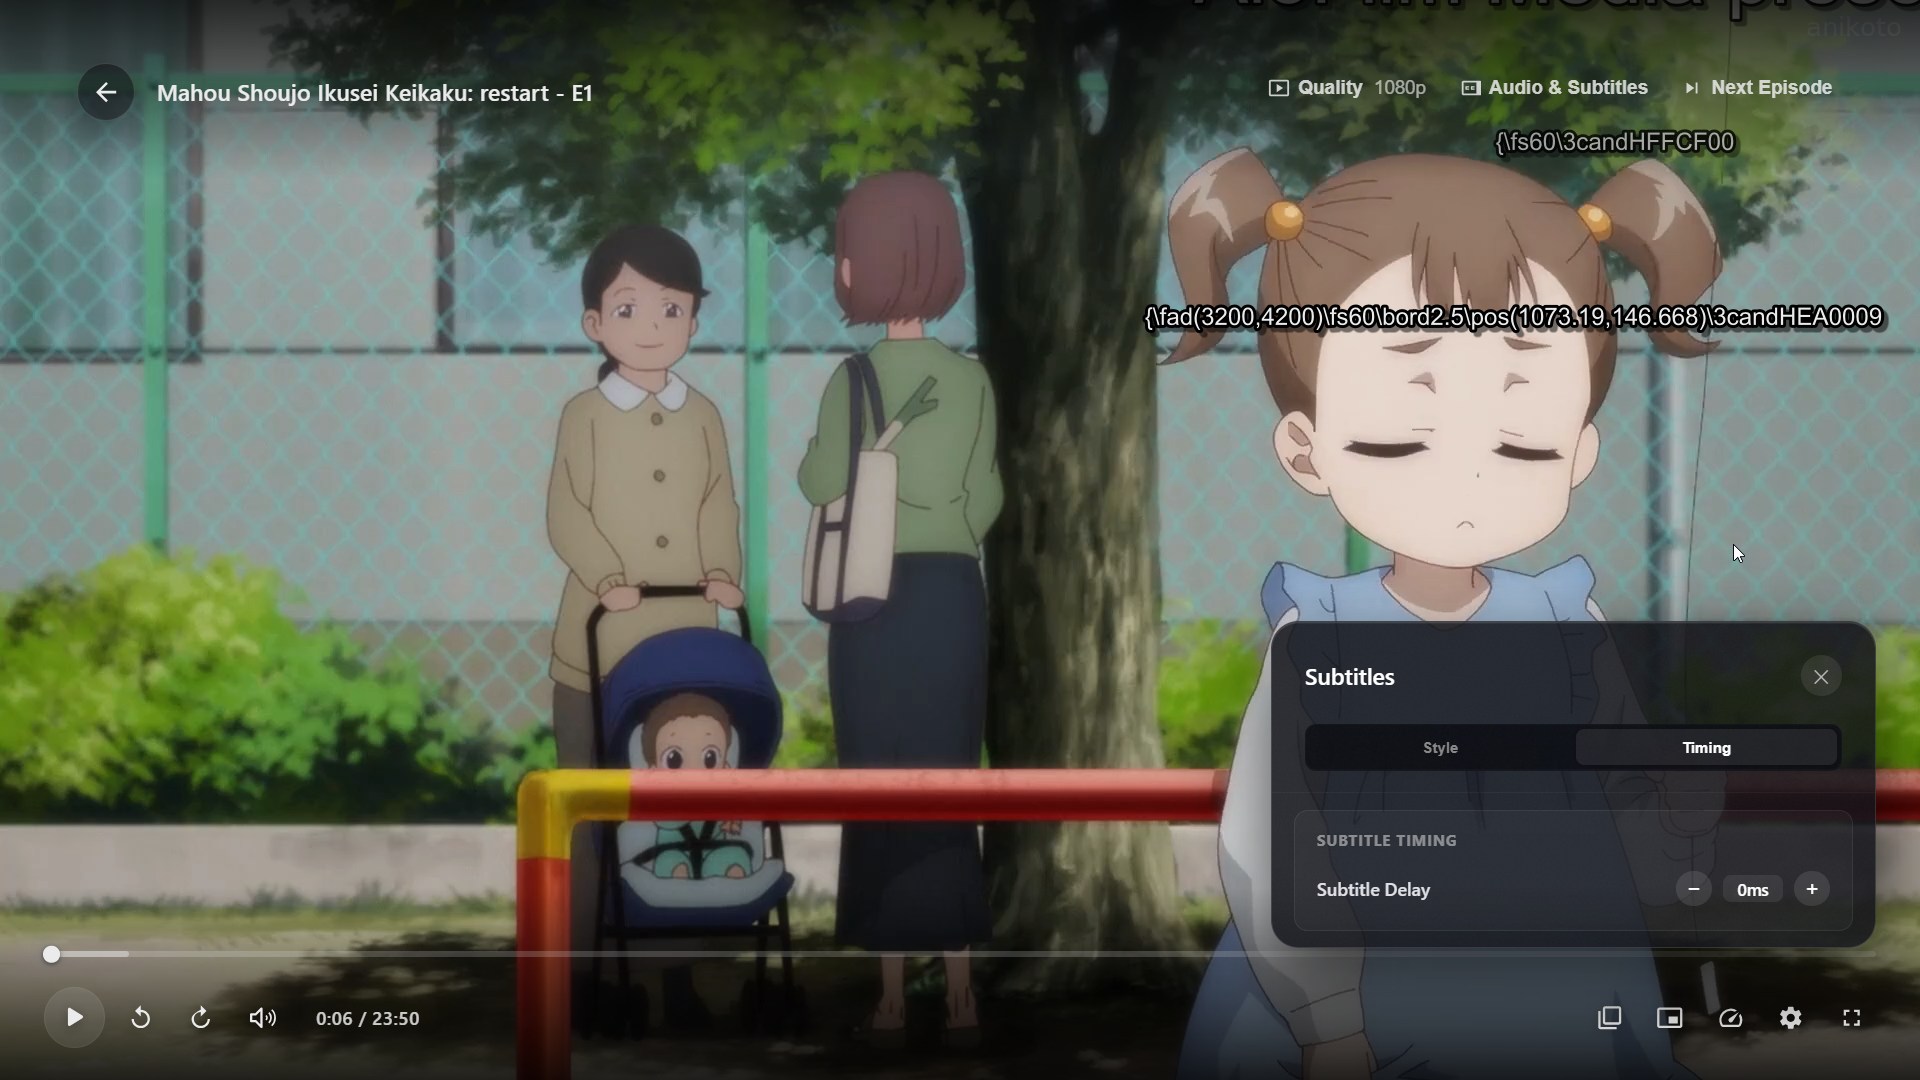 anikoto
Mahou Shoujo Ikusei Keikaku: restart - E1
Quality 1080p
Audio & Subtitles
Next Episode
{\fs60\3candHFFCF00
{\fad(3200,4200)\fs60\bord2.5\pos(1073.19,146.668)\3candHEA0009
Subtitles
Style
Timing
SUBTITLE TIMING
Subtitle Delay
− 0ms +
0:06 / 23:50